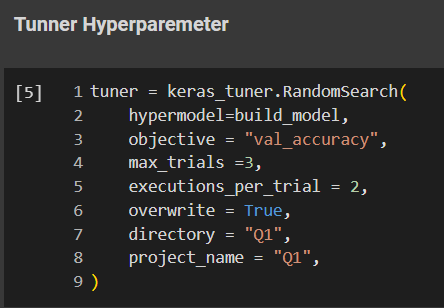 Tunner Hyperparemeter
[5] 1 tuner = keras_tuner.RandomSearch(
2 hypermodel=build_model,
3 objective = "val_accuracy",
4 max_trials =3,
5 executions_per_trial = 2,
6 overwrite = True,
7 directory = "Q1",
8 project_name = "Q1",
9 )